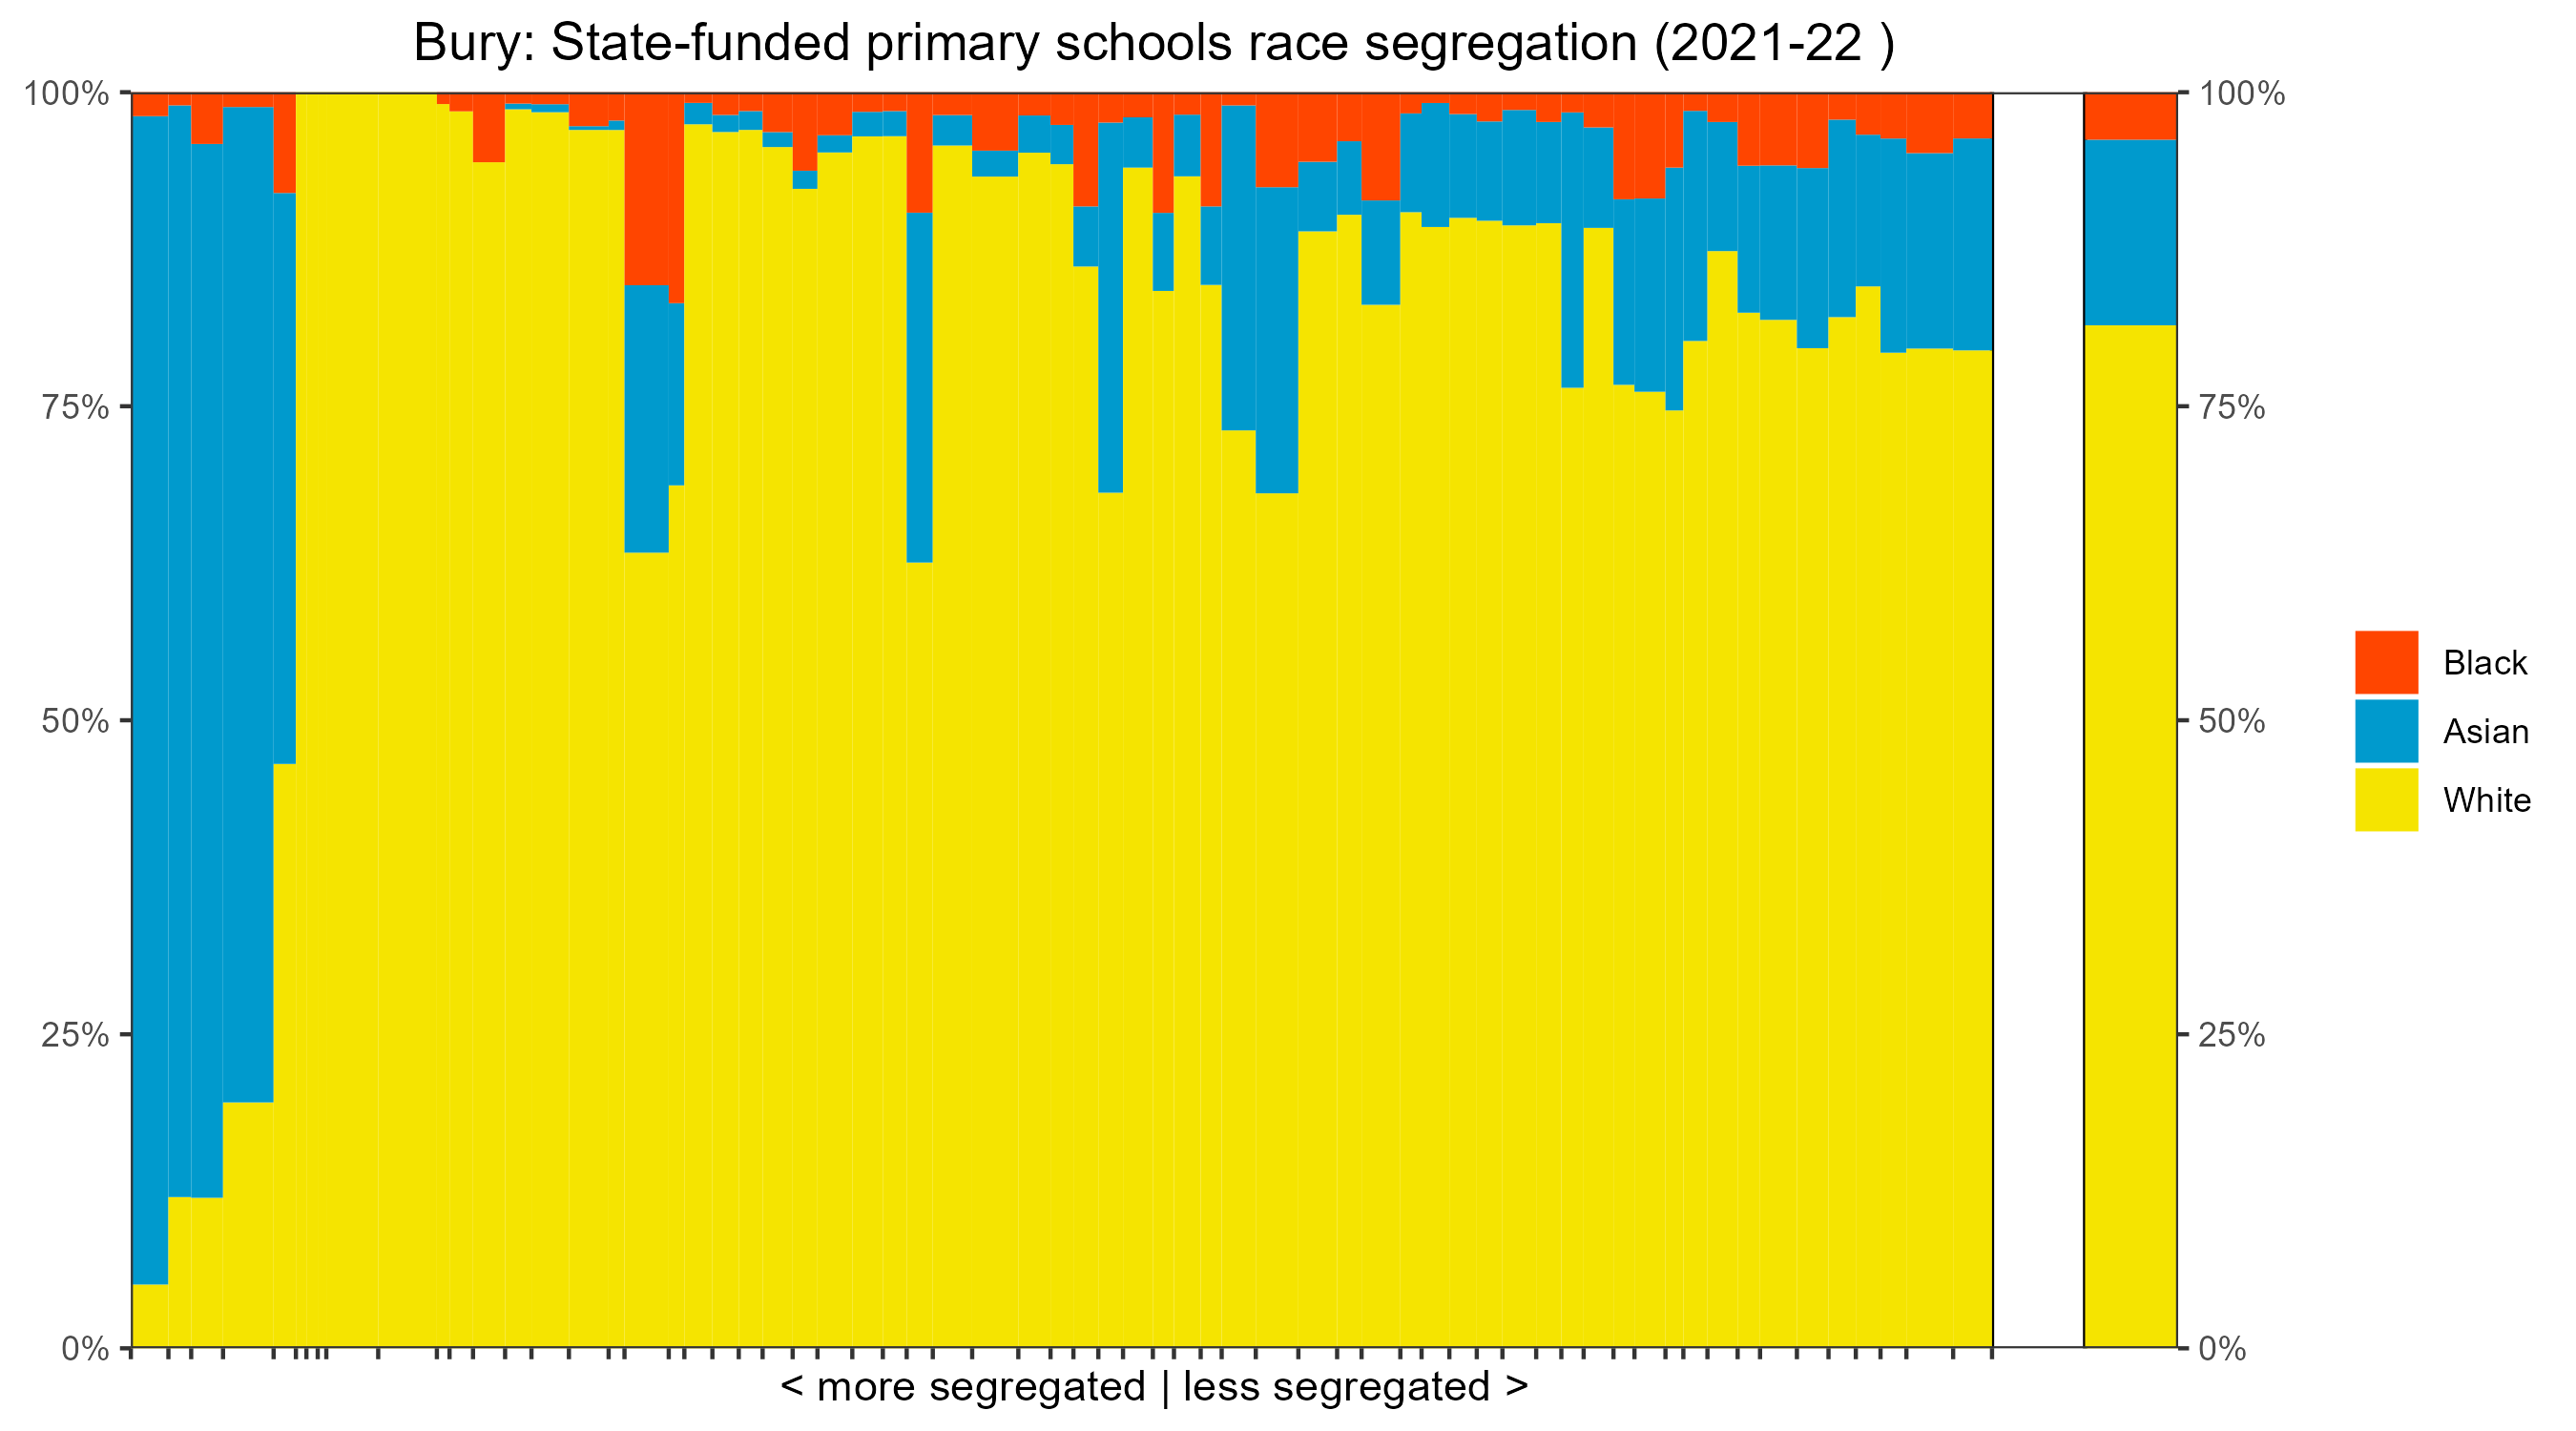 Bury: State-funded primary schools race segregation (2021-22 )
100%
75%
50%
25%
0%
100%
75%
50%
25%
0%
Black
Asian
White
< more segregated | less segregated >